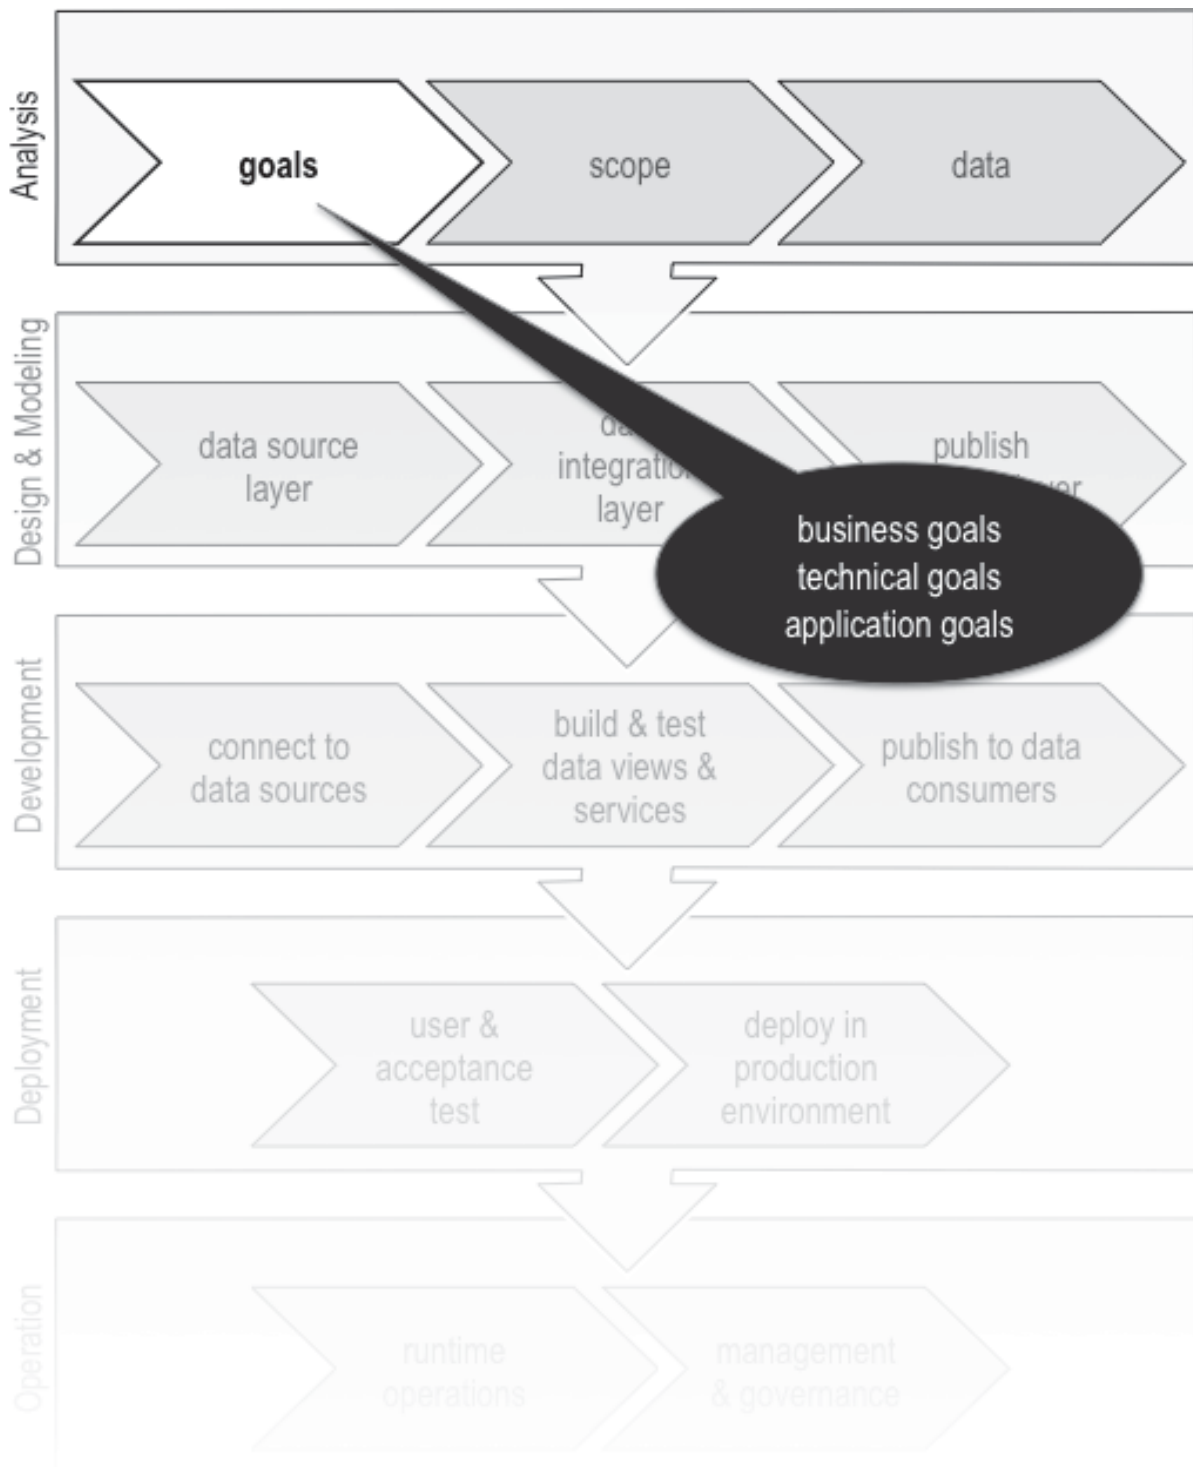 Analysis
goals
scope
data
Design & Modeling
data source
layer
integration
layer
publish
business goals
technical goals
application goals
Development
connect to
data sources
build & test
data views &
services
publish to data
consumers
Deployment
user &
acceptance
test
deploy in
production
environment
Operation
runtime
operations
management
& governance